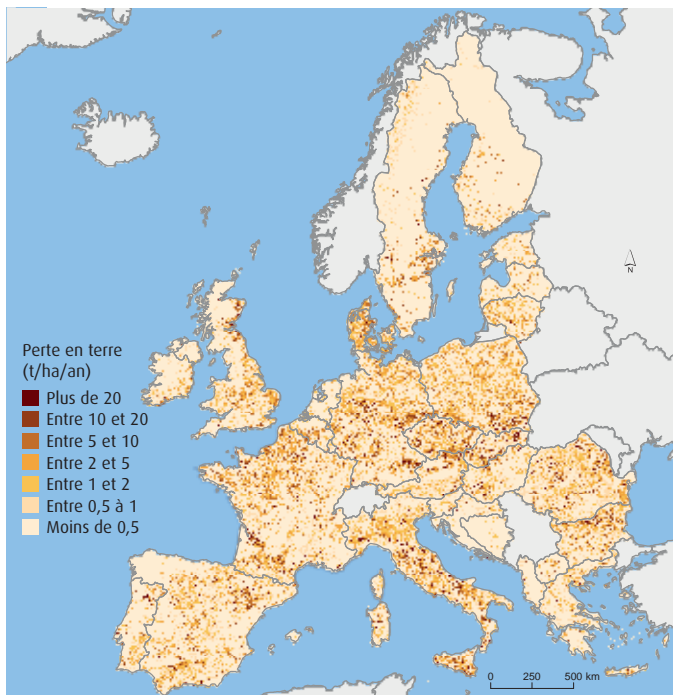 N
Perte en terre
(t/ha/an)
Plus de 20
Entre 10 et 20
Entre 5 et 10
Entre 2 et 5
Entre 1 et 2
Entre 0,5 à 1
Moins de 0,5
0 250 500 km